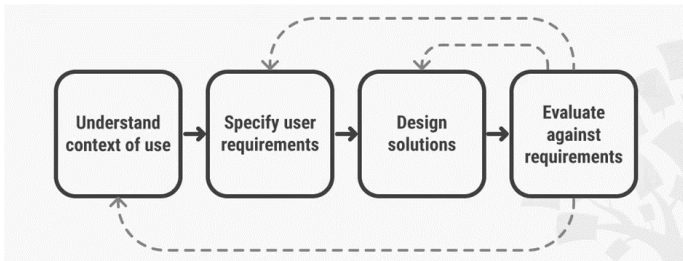 Understand
context of use
Specify user
requirements
Design
solutions
Evaluate
against
requirements